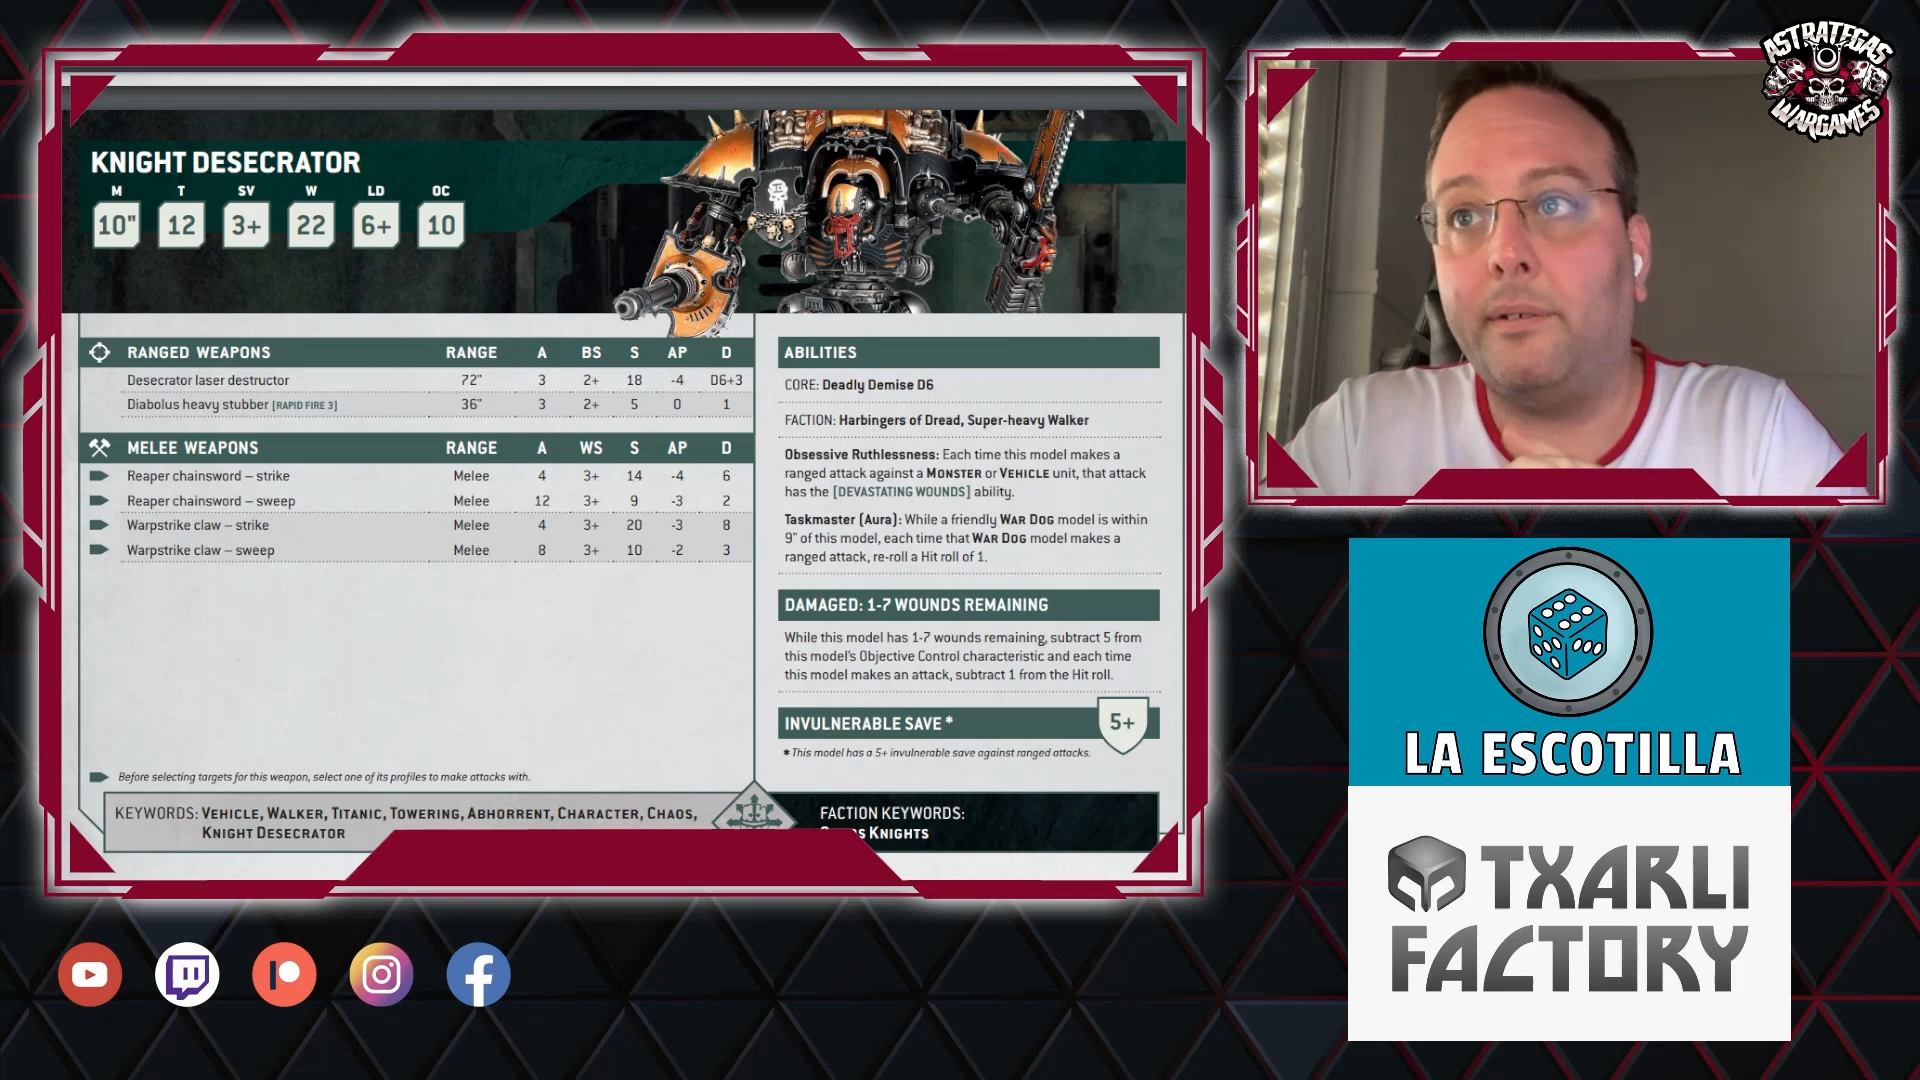 KNIGHT DESECRATOR
M T SV W LD OC
10" 12 3+ 22 6+ 10
RANGED WEAPONS RANGE A BS S AP D
Desecrator laser destructor 72" 3 2+ 18 -4 D6+3
Diabolus heavy stubber [RAPID FIRE 3] 36" 3 2+ 5 0 1
MELEE WEAPONS RANGE A WS S AP D
Reaper chainsword – strike Melee 4 3+ 14 -4 6
Reaper chainsword – sweep Melee 12 3+ 9 -3 2
Warpstrike claw – strike Melee 4 3+ 20 -3 8
Warpstrike claw – sweep Melee 8 3+ 10 -2 3
Before selecting targets for this weapon, select one of its profiles to make attacks with.
KEYWORDS: VEHICLE, WALKER, TITANIC, TOWERING, ABHORRENT, CHARACTER, CHAOS,
KNIGHT DESECRATOR
ABILITIES
CORE: Deadly Demise D6
FACTION: Harbingers of Dread, Super-heavy Walker
Obsessive Ruthlessness: Each time this model makes a
ranged attack against a MONSTER or VEHICLE unit, that attack
has the [DEVASTATING WOUNDS] ability.
Taskmaster (Aura): While a friendly WAR DOG model is within
9" of this model, each time that WAR DOG model makes a
ranged attack, re-roll a Hit roll of 1.
DAMAGED: 1-7 WOUNDS REMAINING
While this model has 1-7 wounds remaining, subtract 5 from
this model's Objective Control characteristic and each time
this model makes an attack, subtract 1 from the Hit roll.
INVULNERABLE SAVE * 5+
* This model has a 5+ invulnerable save against ranged attacks.
FACTION KEYWORDS:
KNIGHTS
ASTRATEGAS
WARGAMES
LA ESCOTILLA
TXARLI
FACTORY